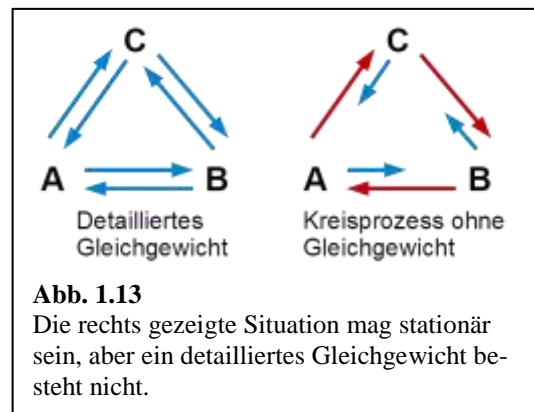 C
C
A
B
A
B
Detailliertes
Gleichgewicht
Kreisprozess ohne
Gleichgewicht
Abb. 1.13
Die rechts gezeigte Situation mag stationär
sein, aber ein detailliertes Gleichgewicht be-
steht nicht.